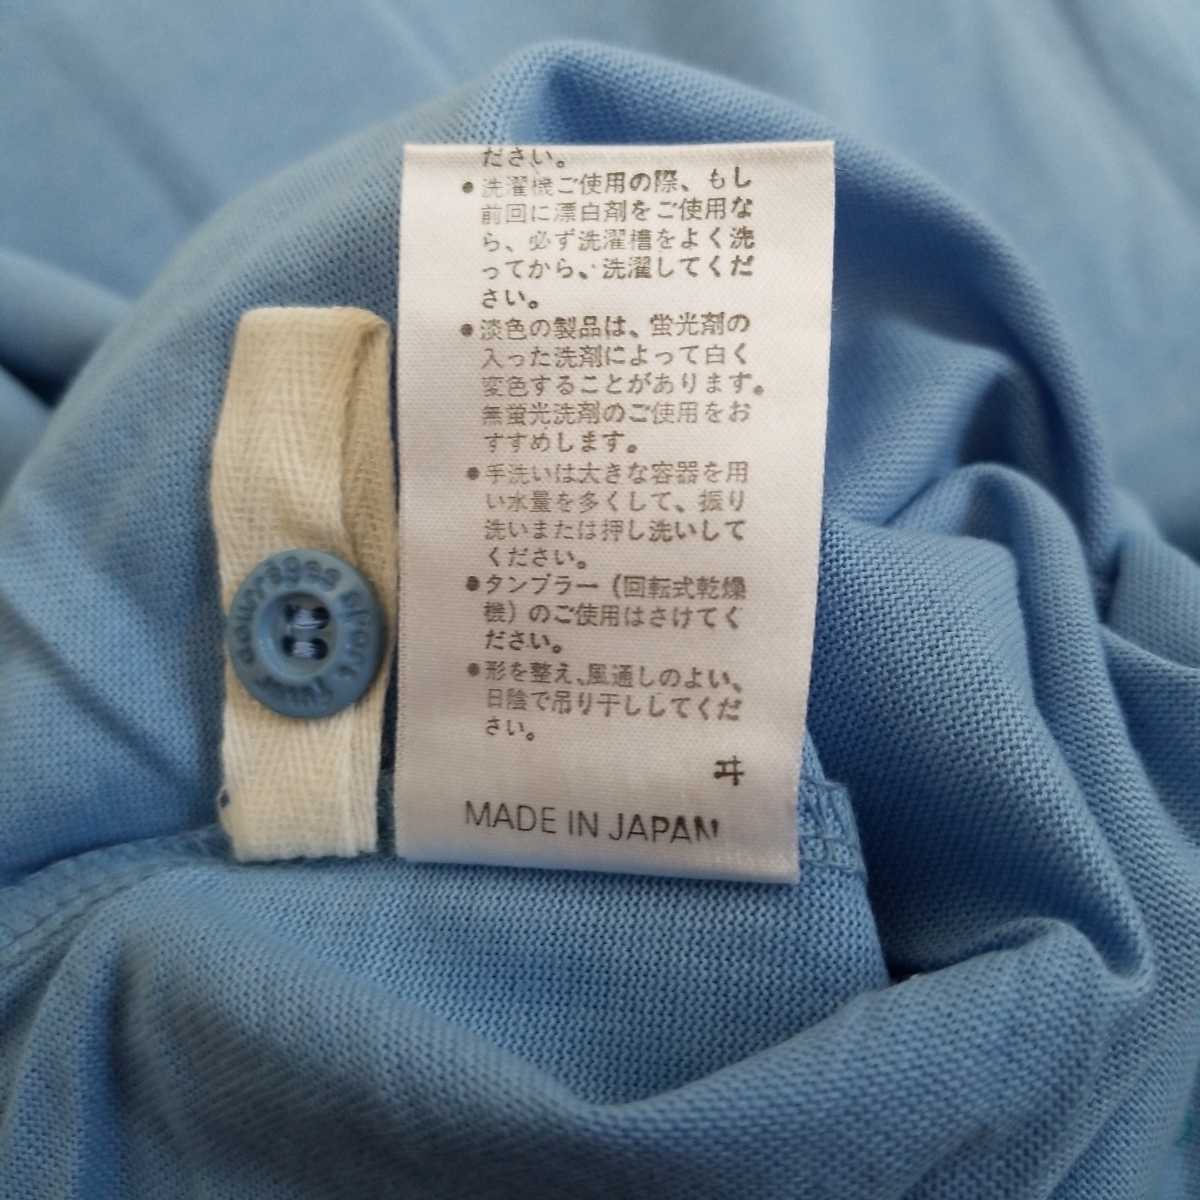 ださい。
●洗濯機ご使用の際、もし
前回に漂白剤をご使用な
ら、必ず洗濯槽をよく洗
ってから、洗濯してくだ
さい。
●淡色の製品は、蛍光剤の
入った洗剤によって白く
変色することがあります。
無蛍光洗剤のご使用をお
すすめします。
●手洗いは大きな容器を用
い水量を多くして、振り
洗いまたは押し洗いして
ください。
●タンブラー(回転式乾燥
機)のご使用はさけてく
ださい。
●形を整え、風通しのよい、
日陰で吊り干ししてくだ
さい。
ヰ
MADE IN JAPAN
courrèges sport futur